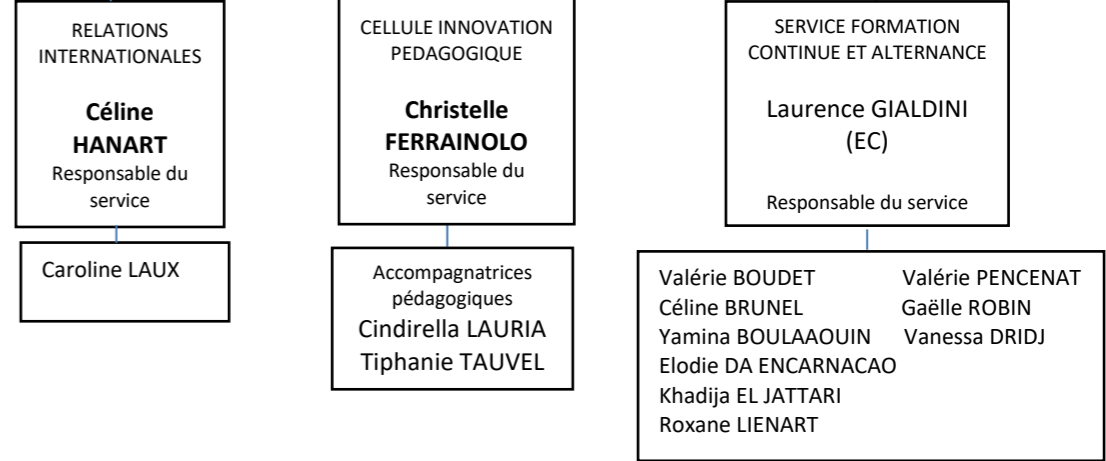 RELATIONS
INTERNATIONALES
Céline
HANART
Responsable du
service
Caroline LAUX
CELLULE INNOVATION
PEDAGOGIQUE
Christelle
FERRAINOLO
Responsable du
service
Accompagnatrices
pédagogiques
Cindirella LAURIA
Tiphanie TAUVEL
SERVICE FORMATION
CONTINUE ET ALTERNANCE
Laurence GIALDINI
(EC)
Responsable du service
Valérie BOUDET
Céline BRUNEL
Yamina BOULAAOUIN
Elodie DA ENCARNACAO
Khadija EL JATTARI
Roxane LIENART
Valérie PENCENAT
Gaëlle ROBIN
Vanessa DRIDJ